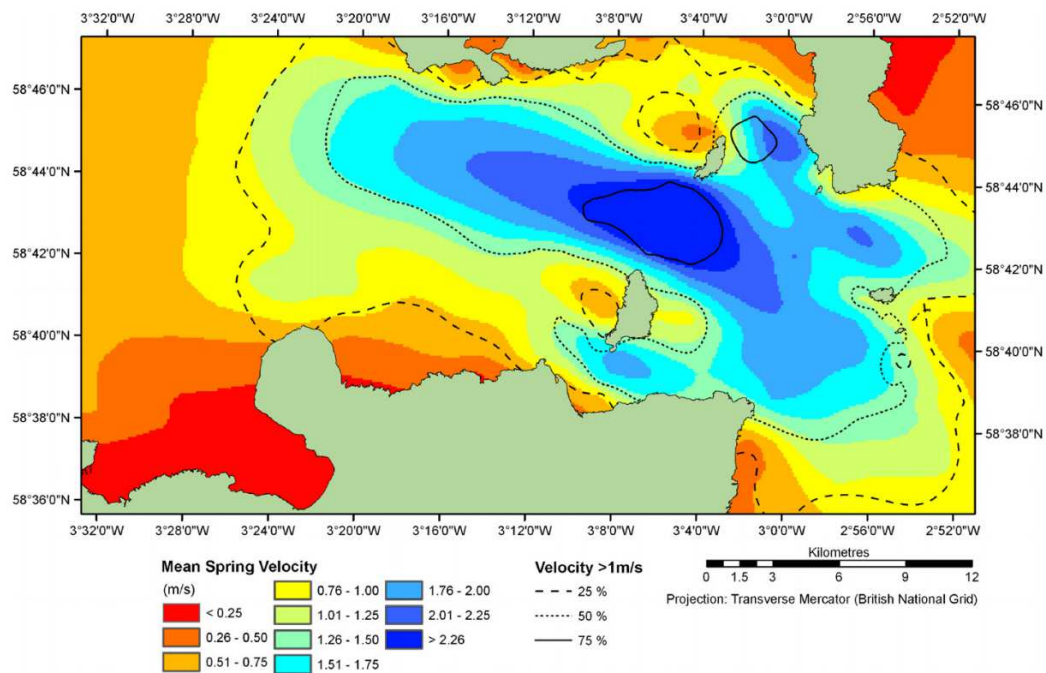 3°32'0"W 3°28'0"W 3°24'0"W 3°20'0"W 3°16'0"W 3°12'0"W 3°8'0"W 3°4'0"W 3°0'0"W 2°56'0"W 2°52'0"W
58°46'0"N 58°46'0"N
58°44'0"N 58°44'0"N
58°42'0"N 58°42'0"N
58°40'0"N 58°40'0"N
58°38'0"N 58°38'0"N
58°36'0"N
3°32'0"W 3°28'0"W 3°24'0"W 3°20'0"W 3°16'0"W 3°12'0"W 3°8'0"W 3°4'0"W 3°0'0"W 2°56'0"W 2°52'0"W
Mean Spring Velocity
(m/s)
< 0.25
0.26 - 0.50
0.51 - 0.75
0.76 - 1.00
1.01 - 1.25
1.26 - 1.50
1.51 - 1.75
1.76 - 2.00
2.01 - 2.25
> 2.26
Velocity >1m/s
25 %
50 %
75 %
Kilometres
0 1.5 3 6 9 12
Projection: Transverse Mercator (British National Grid)